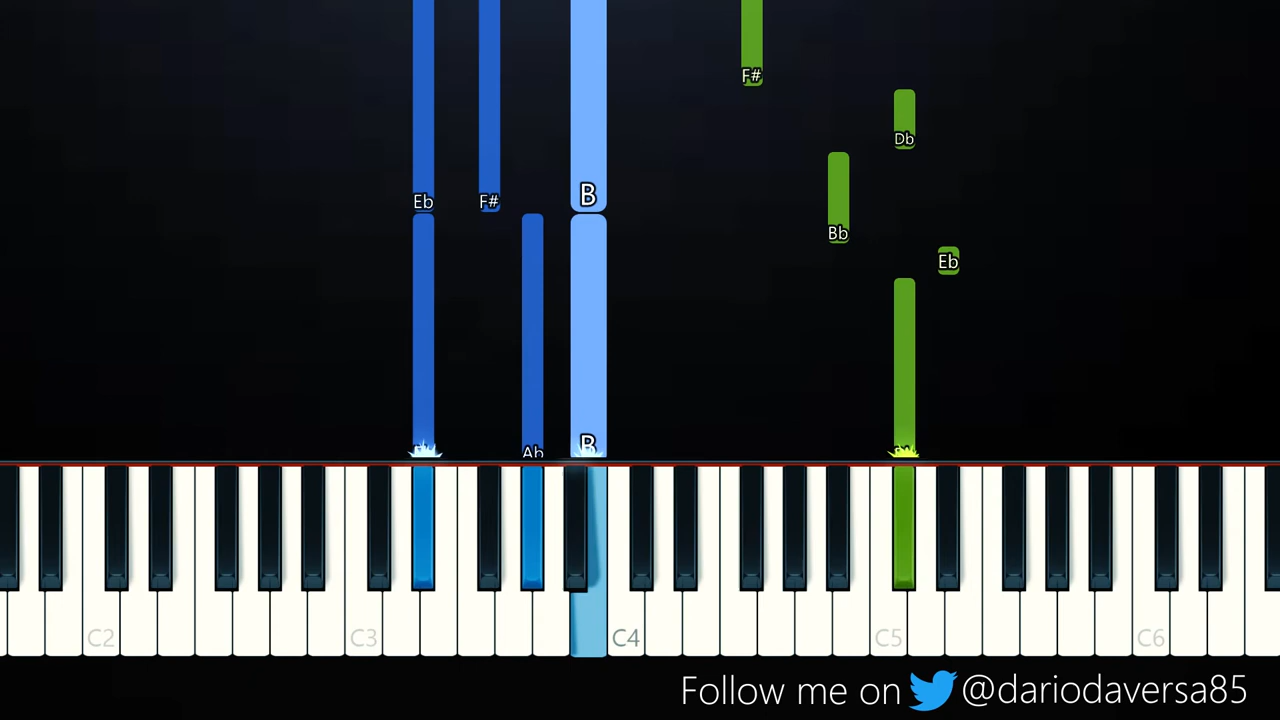 F#
Db
Eb F# B
Bb
Eb
Ab B
C2 C3 C4 C5 C6
Follow me on @dariodaversa85